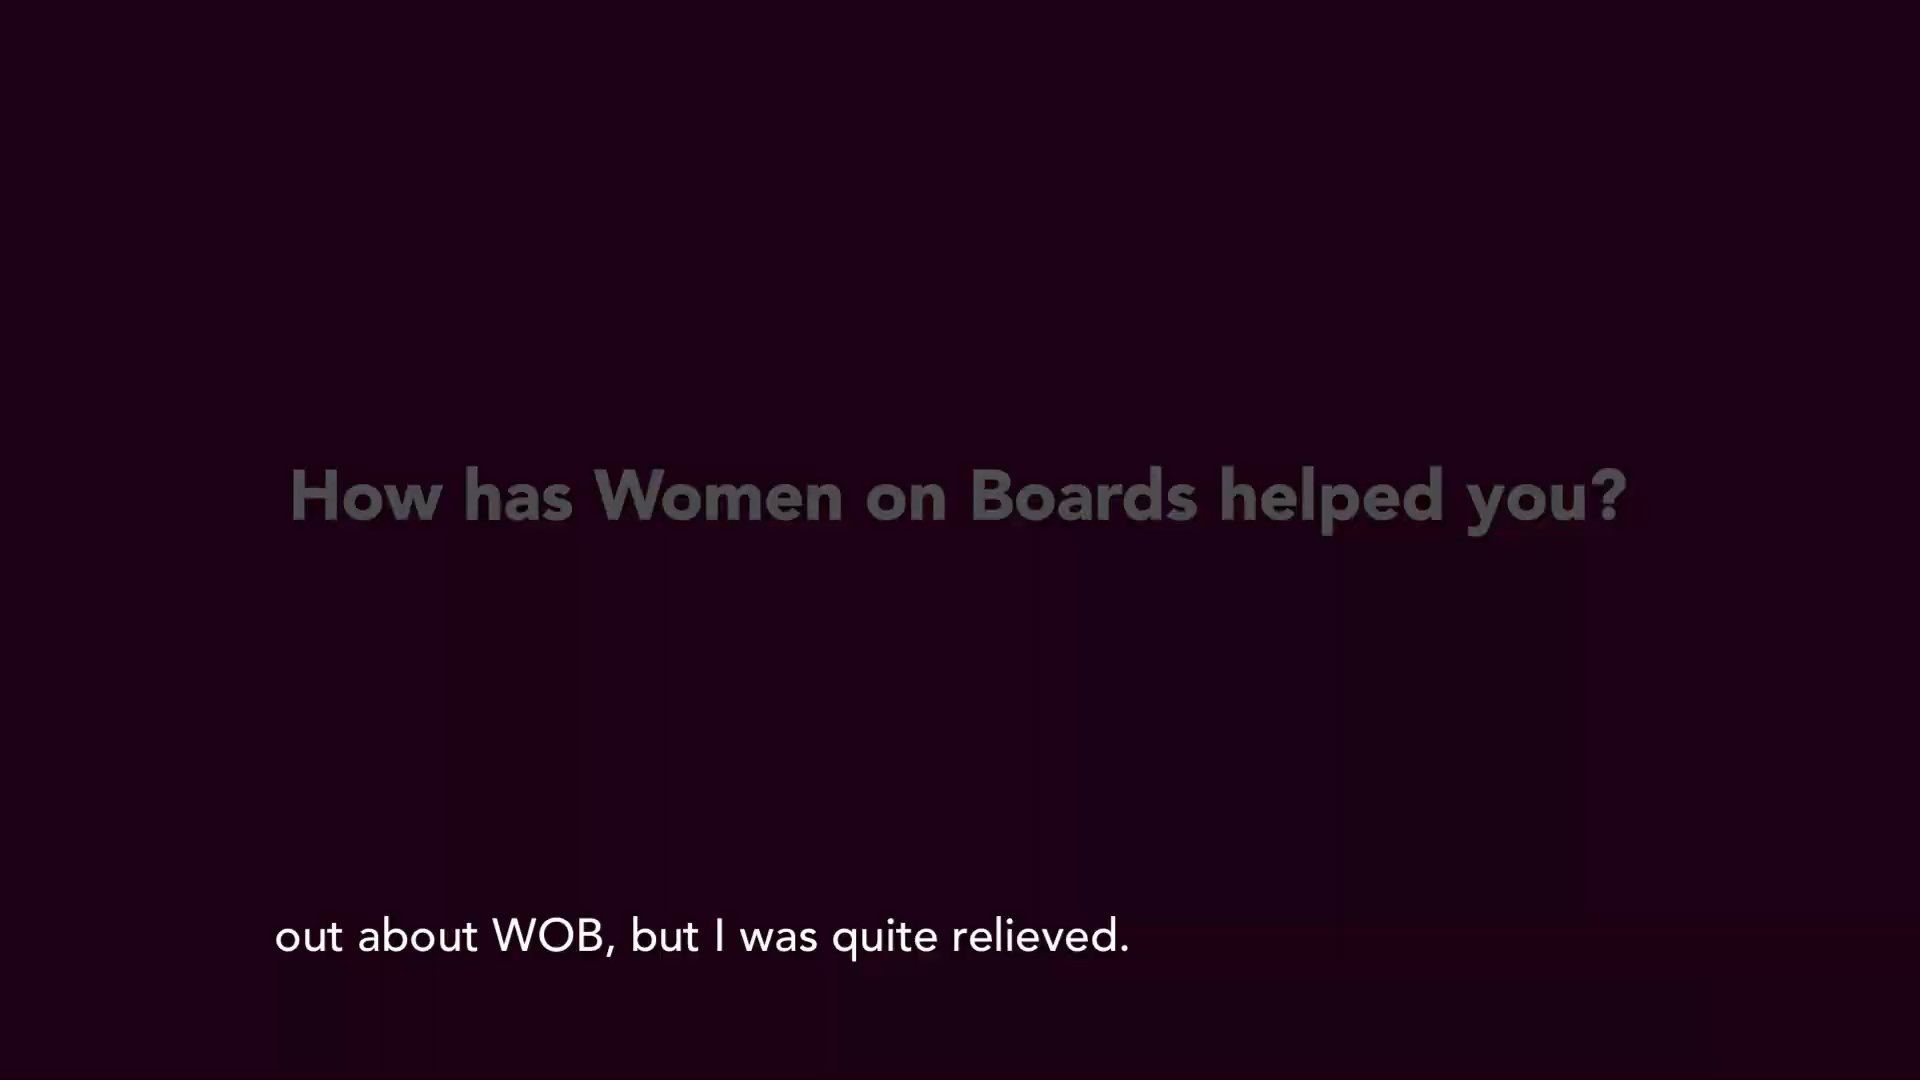 How has Women on Boards helped you?
out about WOB, but I was quite relieved.